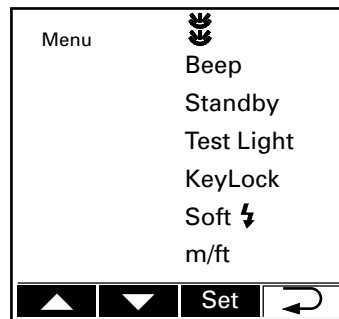 Menu
Beep
Standby
Test Light
KeyLock
Soft
m/ft
Set